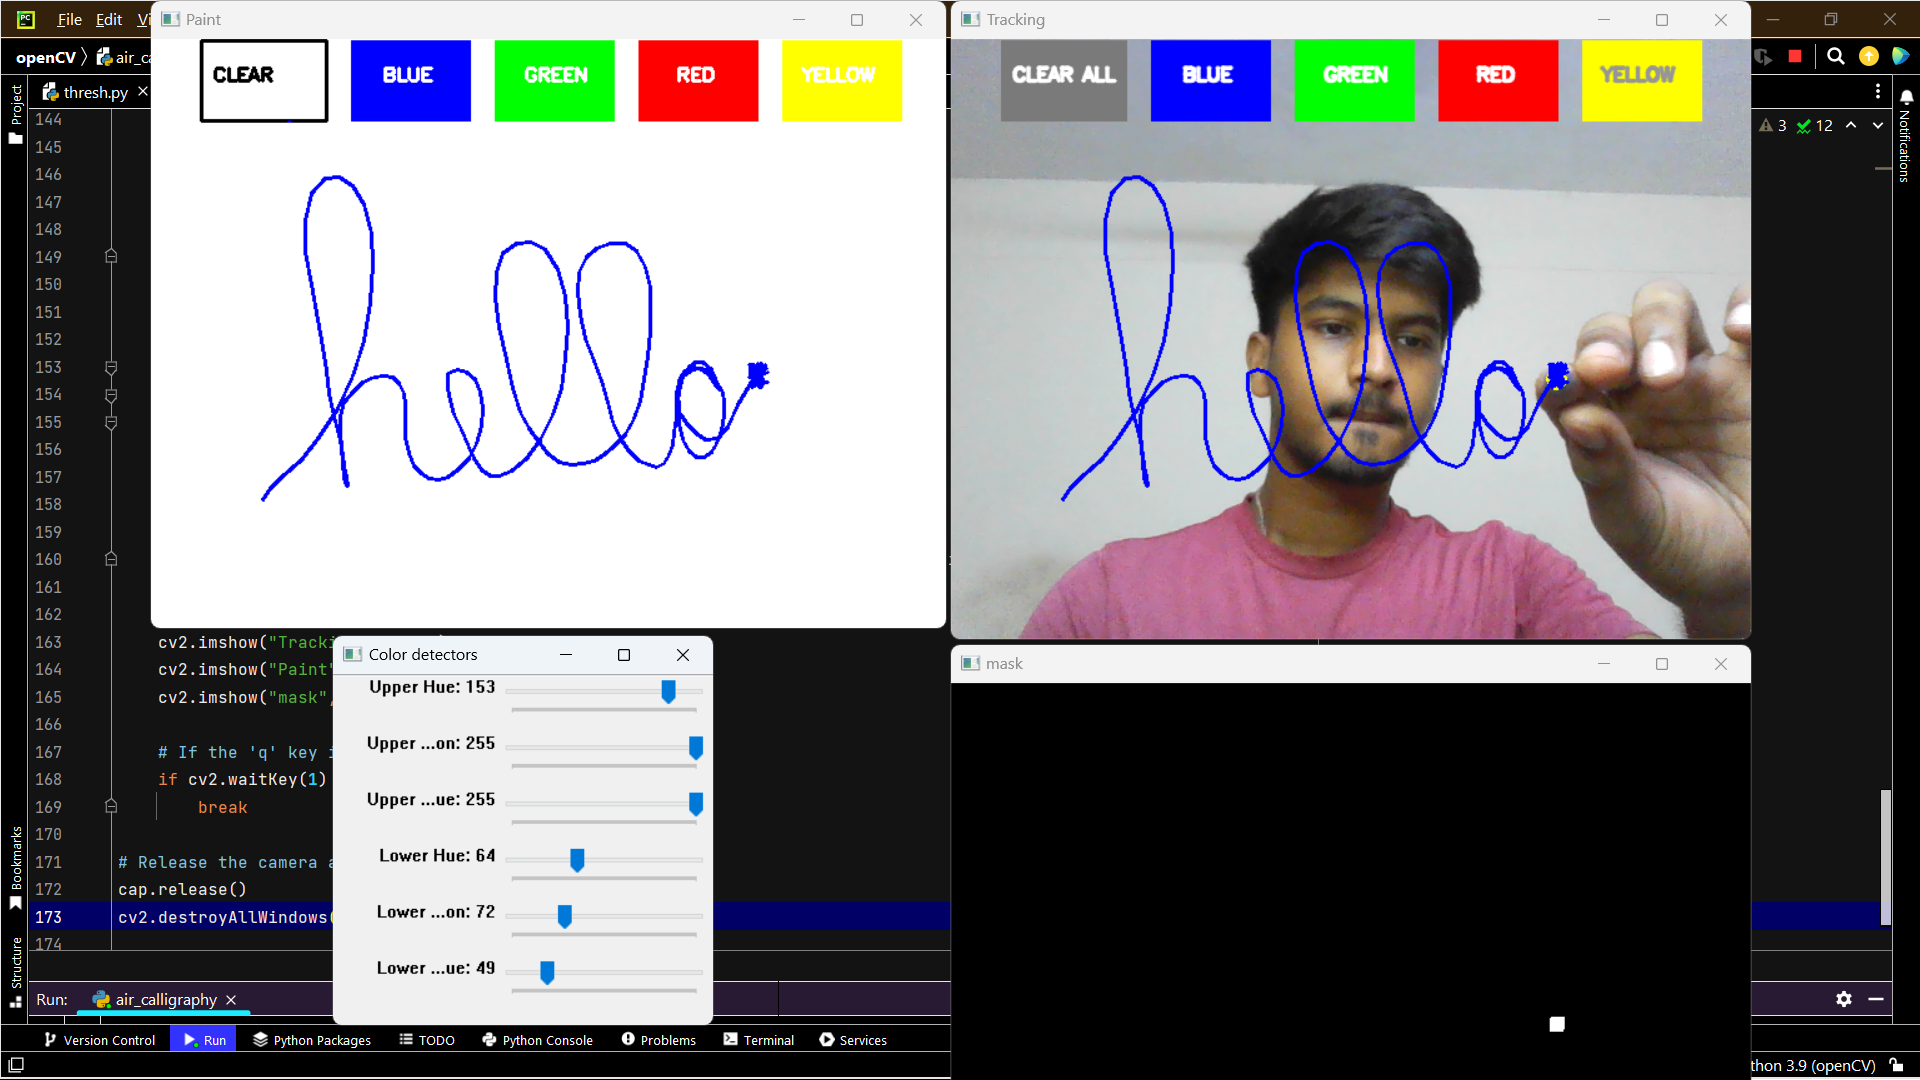 File Edit Vi
openCV
air_ca
thresh.py
Project
Bookmarks
Structure
Notifications
3 12
Paint
CLEAR BLUE GREEN RED YELLOW
hello
Tracking
CLEAR ALL BLUE GREEN RED YELLOW
hello
144
145
146
147
148
149
150
151
152
153
154
155
156
157
158
159
160
161
162
163 cv2.imshow("Tracki
164 cv2.imshow("Paint"
165 cv2.imshow("mask",
166
167 # If the 'q' key i
168 if cv2.waitKey(1)
169 break
170
171 # Release the camera a
172 cap.release()
173 cv2.destroyAllWindows(
174
Color detectors
Upper Hue: 153
Upper ...on: 255
Upper ...ue: 255
Lower Hue: 64
Lower ...on: 72
Lower ...ue: 49
mask
Run: air_calligraphy
Version Control Run Python Packages TODO Python Console Problems Terminal Services
thon 3.9 (openCV)